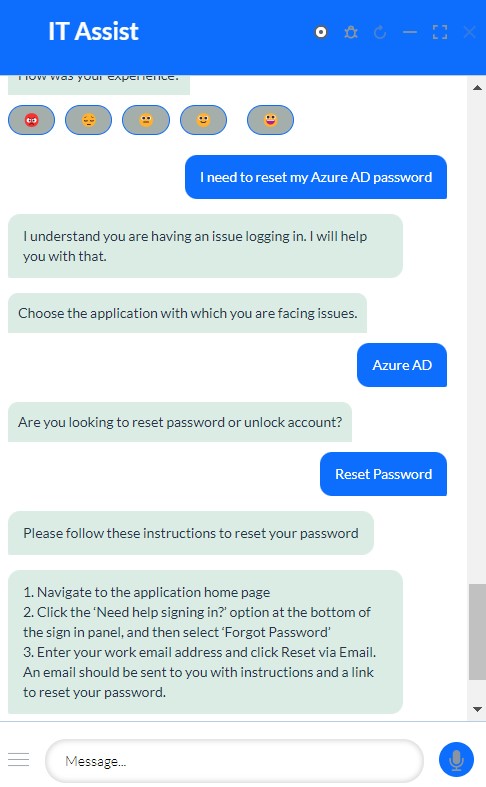 IT Assist
How was your experience?
I need to reset my Azure AD password
I understand you are having an issue logging in. I will help
you with that.
Choose the application with which you are facing issues.
Azure AD
Are you looking to reset password or unlock account?
Reset Password
Please follow these instructions to reset your password
1. Navigate to the application home page
2. Click the ‘Need help signing in?’ option at the bottom of
the sign in panel, and then select ‘Forgot Password’
3. Enter your work email address and click Reset via Email.
An email should be sent to you with instructions and a link
to reset your password.
Message...